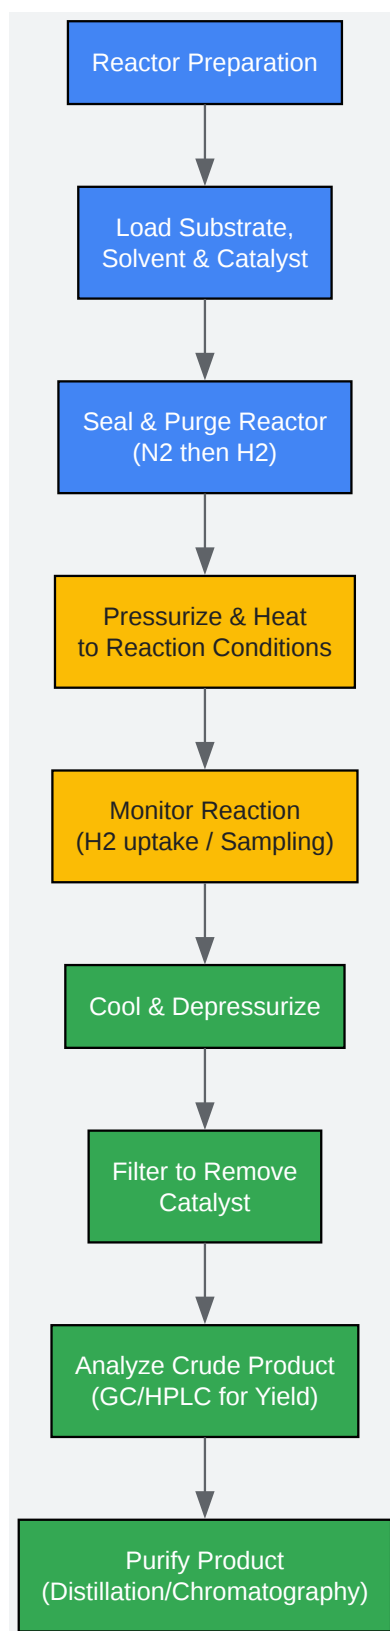 Reactor Preparation
Load Substrate,
Solvent & Catalyst
Seal & Purge Reactor
(N2 then H2)
Pressurize & Heat
to Reaction Conditions
Monitor Reaction
(H2 uptake / Sampling)
Cool & Depressurize
Filter to Remove
Catalyst
Analyze Crude Product
(GC/HPLC for Yield)
Purify Product
(Distillation/Chromatography)